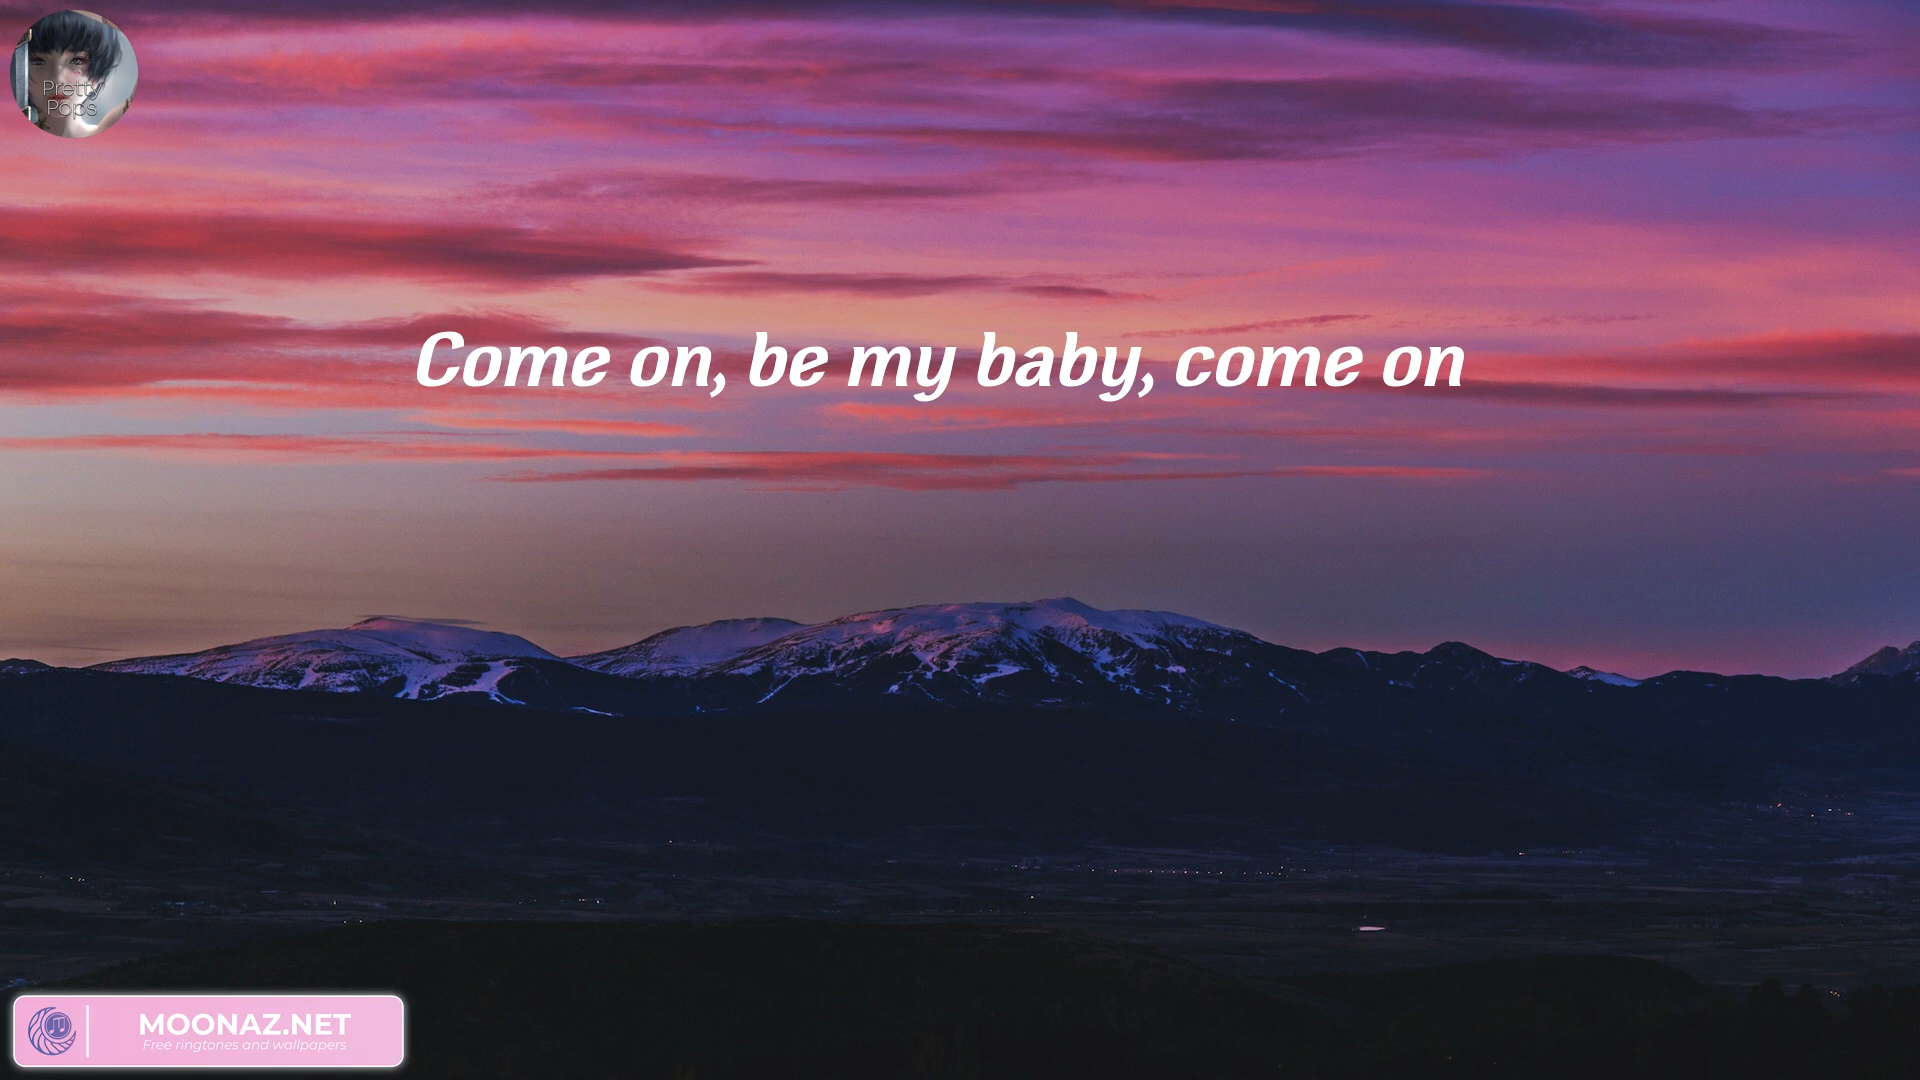 Pretty
Pops
Come on, be my baby, come on
MOONAZ.NET
Free ringtones and wallpapers